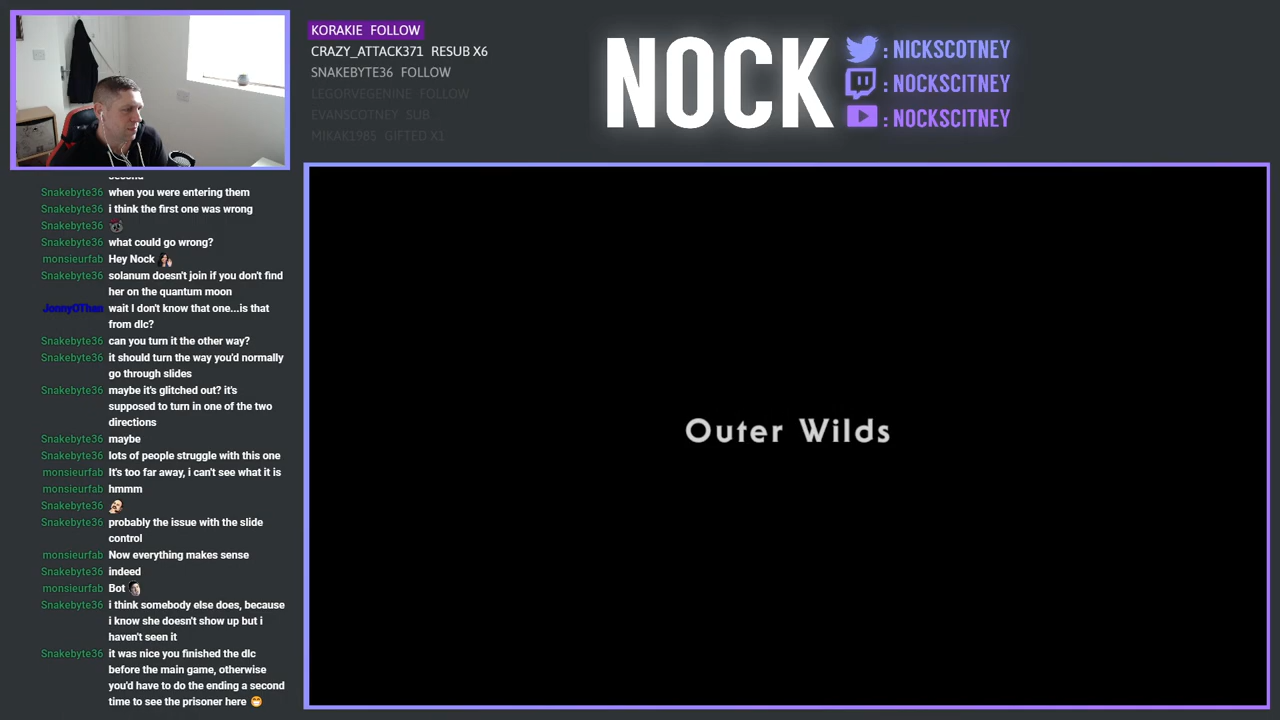 KORAKIE FOLLOW
CRAZY_ATTACK371 RESUB X6
SNAKEBYTE36 FOLLOW
LEGORVEGENINE FOLLOW
EVANSCOTNEY SUB
MIKAK1985 GIFTED X1
NOCK
: NICKSCOTNEY
: NOCKSCITNEY
: NOCKSCITNEY
second
Snakebyte36 when you were entering them
Snakebyte36 i think the first one was wrong
Snakebyte36
Snakebyte36 what could go wrong?
monsieurfab Hey Nock
Snakebyte36 solanum doesn't join if you don't find
her on the quantum moon
JonnyOThan wait I don't know that one...is that
from dlc?
Snakebyte36 can you turn it the other way?
Snakebyte36 it should turn the way you'd normally
go through slides
Snakebyte36 maybe it's glitched out? it's
supposed to turn in one of the two
directions
Snakebyte36 maybe
Snakebyte36 lots of people struggle with this one
monsieurfab It's too far away, i can't see what it is
monsieurfab hmmm
Snakebyte36
Snakebyte36 probably the issue with the slide
control
monsieurfab Now everything makes sense
Snakebyte36 indeed
monsieurfab Bot
Snakebyte36 i think somebody else does, because
i know she doesn't show up but i
haven't seen it
Snakebyte36 it was nice you finished the dlc
before the main game, otherwise
you'd have to do the ending a second
time to see the prisoner here
Outer Wilds